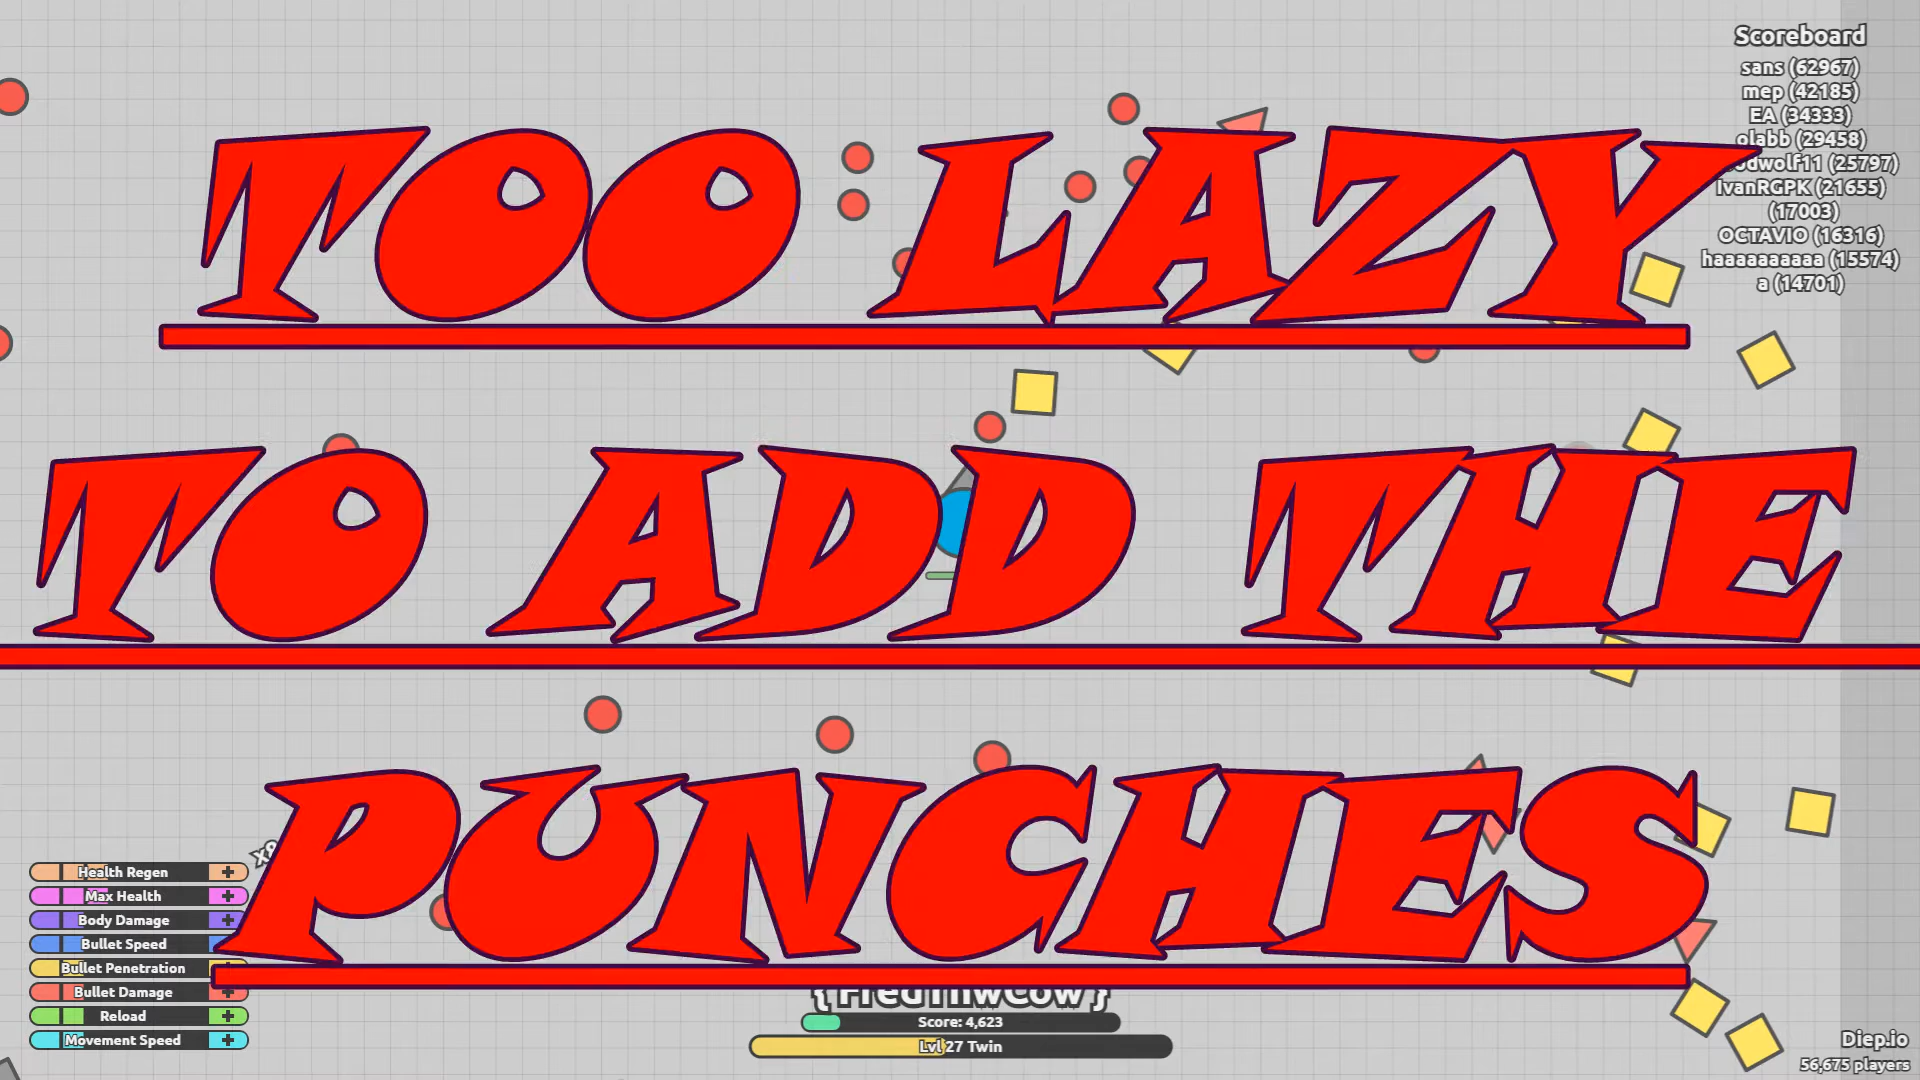 Scoreboard
sans (62967)
mep (42185)
EA (34333)
olabb (29458)
dwolf11 (25797)
IvanRGPK (21655)
(17003)
OCTAVIO (16316)
haaaaaaaaaa (15574)
a (14701)
TOO LAZY
TO ADD THE
PUNCHES
Health Regen
Max Health
Body Damage
Bullet Speed
Bullet Penetration
Bullet Damage
Reload
Movement Speed
Score: 4,623
Lvl 27 Twin
Diep.io
56,675 players